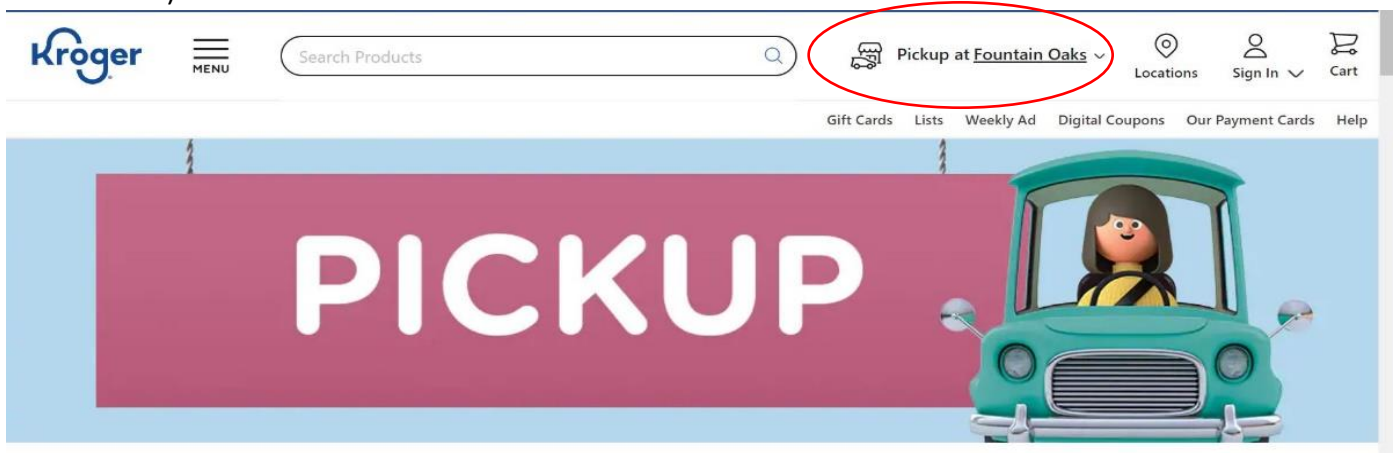 Kroger
MENU
Search Products
Pickup at Fountain Oaks
Locations
Sign In
Cart
Gift Cards Lists Weekly Ad Digital Coupons Our Payment Cards Help
PICKUP